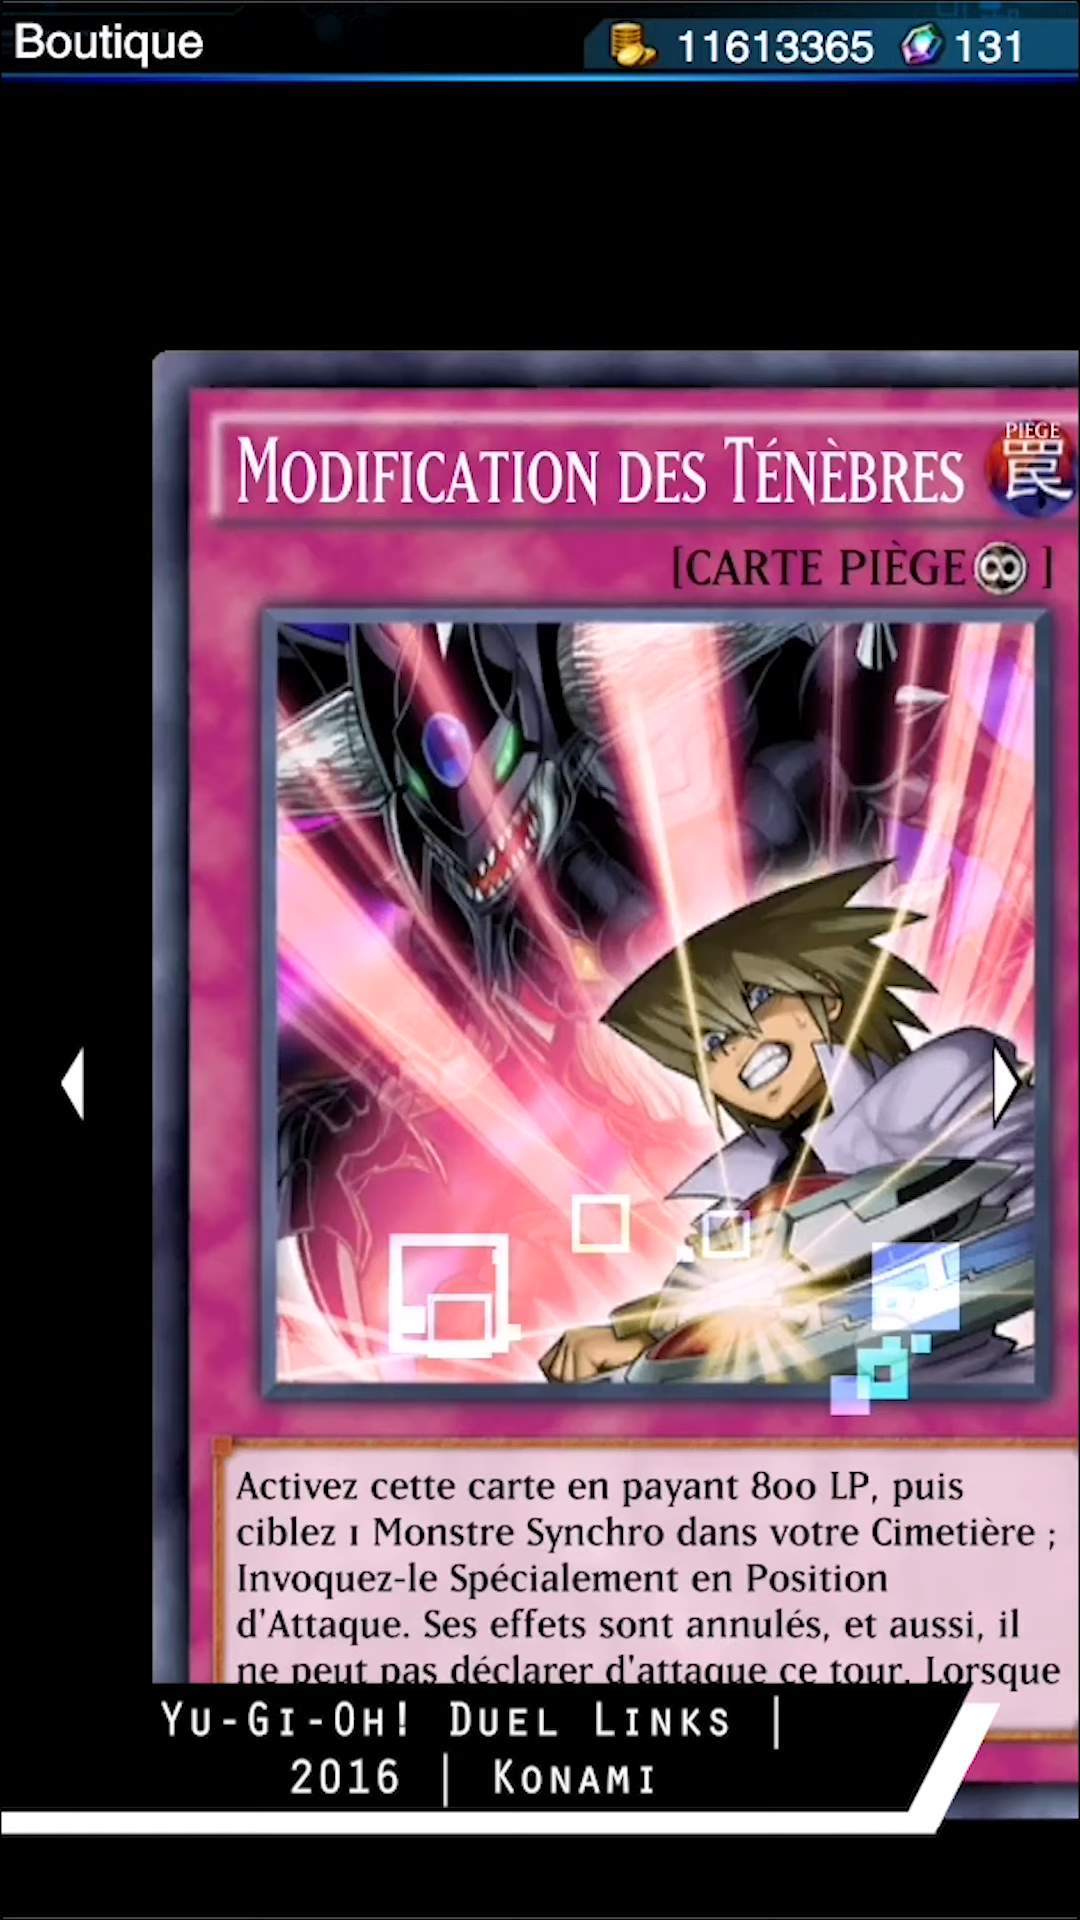 Boutique
11613365
131
MODIFICATION DES TÉNÈBRES
PIÈGE
罠
[CARTE PIÈGE∞]
Activez cette carte en payant 800 LP, puis
ciblez 1 Monstre Synchro dans votre Cimetière ;
Invoquez-le Spécialement en Position
d'Attaque. Ses effets sont annulés, et aussi, il
ne peut pas déclarer d'attaque ce tour. Lorsque
YU-GI-OH! DUEL LINKS |
2016 | KONAMI